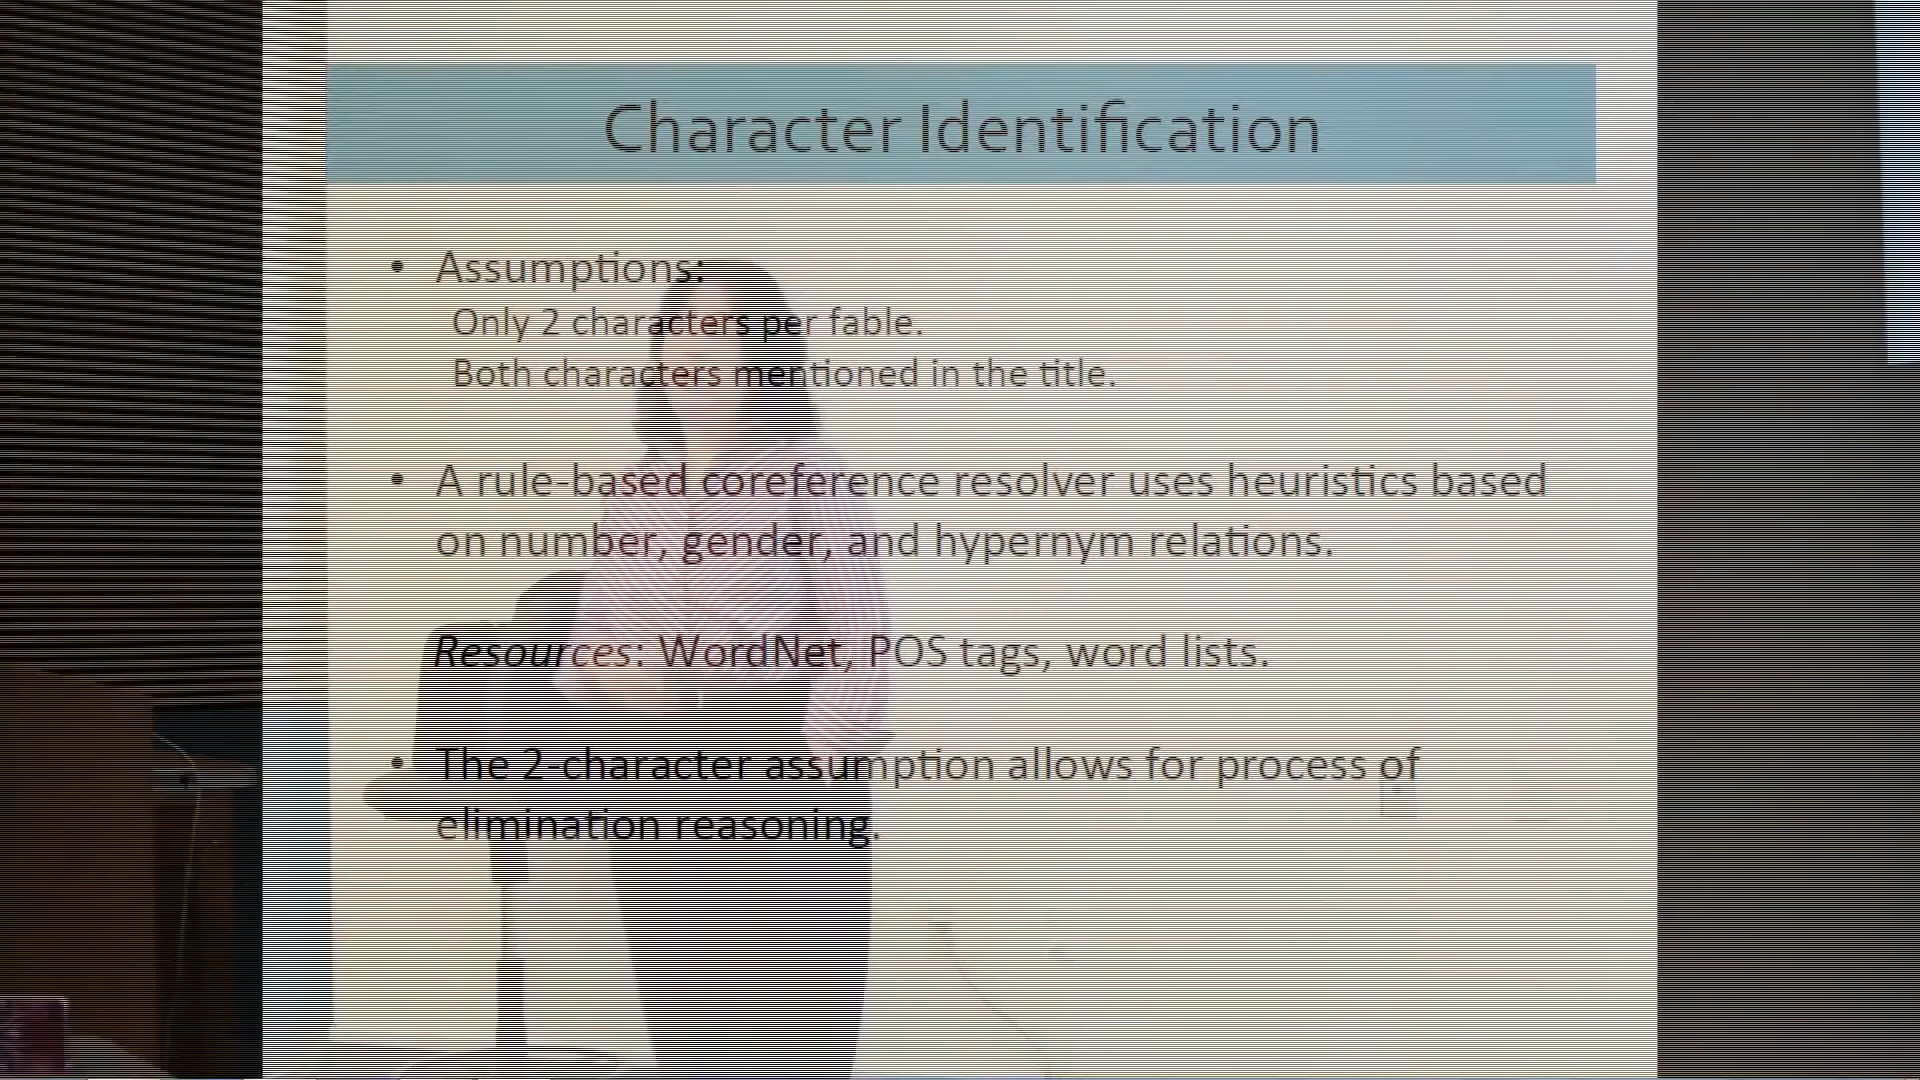 Character Identification
• Assumptions:
Only 2 characters per fable.
Both characters mentioned in the title.
• A rule-based coreference resolver uses heuristics based
on number, gender, and hypernym relations.
Resources: WordNet, POS tags, word lists.
• The 2-character assumption allows for process of
elimination reasoning.